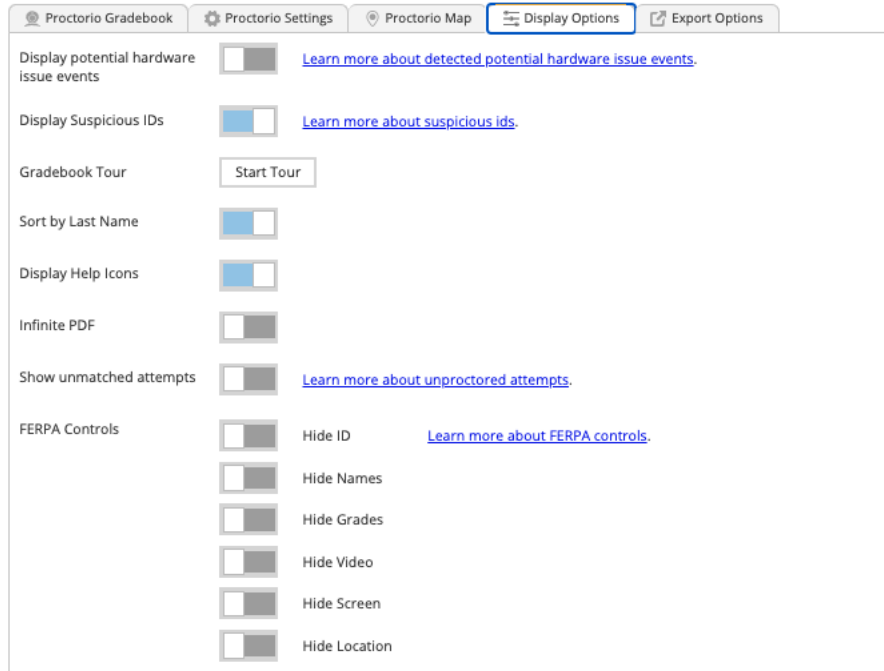 Proctorio Gradebook Proctorio Settings Proctorio Map Display Options Export Options
Display potential hardware
issue events
Learn more about detected potential hardware issue events.
Display Suspicious IDs Learn more about suspicious ids.
Gradebook Tour Start Tour
Sort by Last Name
Display Help Icons
Infinite PDF
Show unmatched attempts Learn more about unproctored attempts.
FERPA Controls Hide ID Learn more about FERPA controls.
Hide Names
Hide Grades
Hide Video
Hide Screen
Hide Location